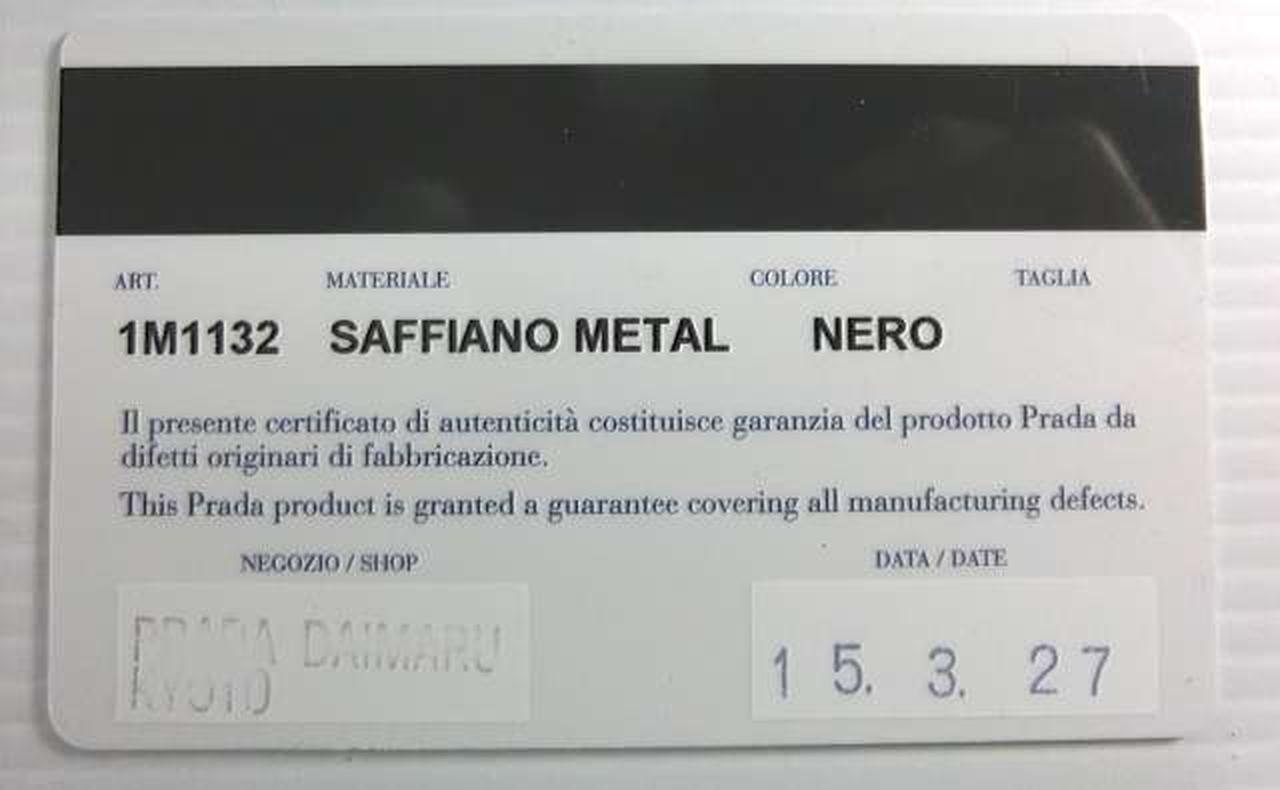 ART. MATERIALE COLORE TAGLIA
1M1132 SAFFIANO METAL NERO
Il presente certificato di autenticità costituisce garanzia del prodotto Prada da
difetti originari di fabbricazione.
This Prada product is granted a guarantee covering all manufacturing defects.
NEGOZIO / SHOP DATA / DATE
PRADA DAIMARU
KYOTO
15. 3. 27